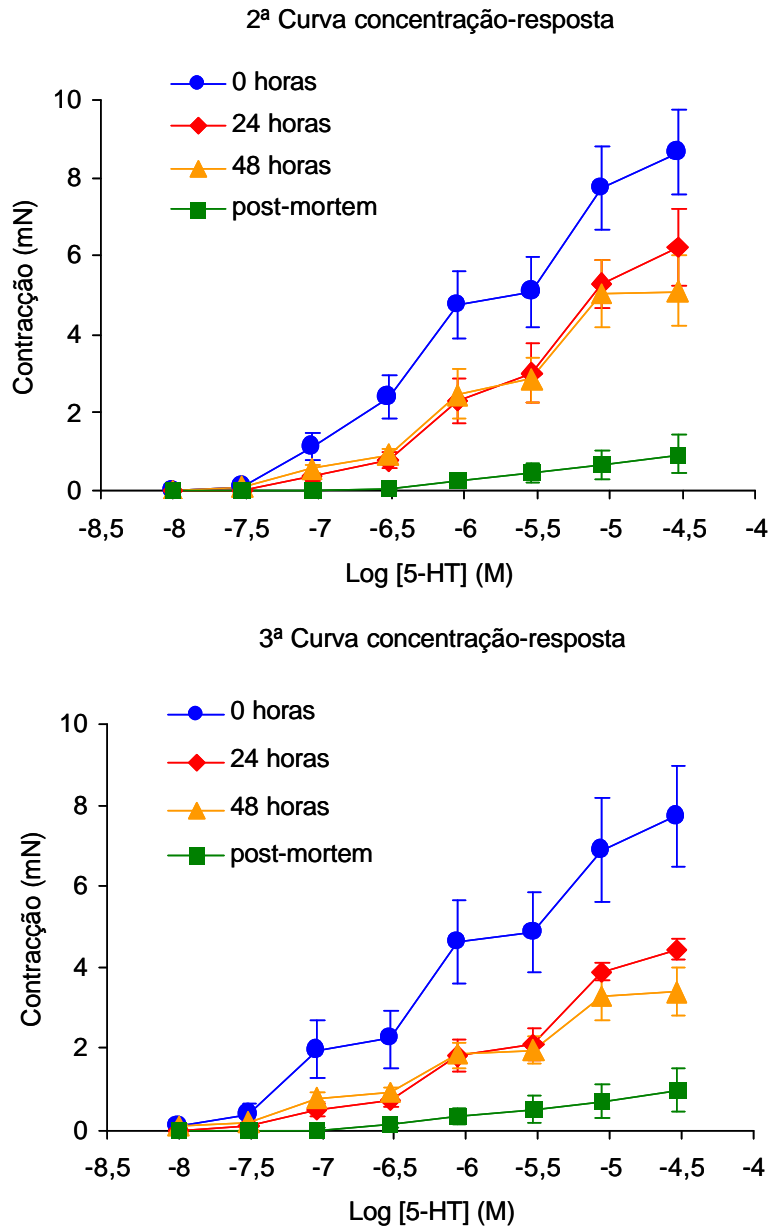 2ª Curva concentração-resposta
0 horas
24 horas
48 horas
post-mortem
10
8
6
4
2
0
Contracção (mN)
-8,5 -8 -7,5 -7 -6,5 -6 -5,5 -5 -4,5 -4
Log [5-HT] (M)
3ª Curva concentração-resposta
0 horas
24 horas
48 horas
post-mortem
10
8
6
4
2
0
Contracção (mN)
-8,5 -8 -7,5 -7 -6,5 -6 -5,5 -5 -4,5 -4
Log [5-HT] (M)